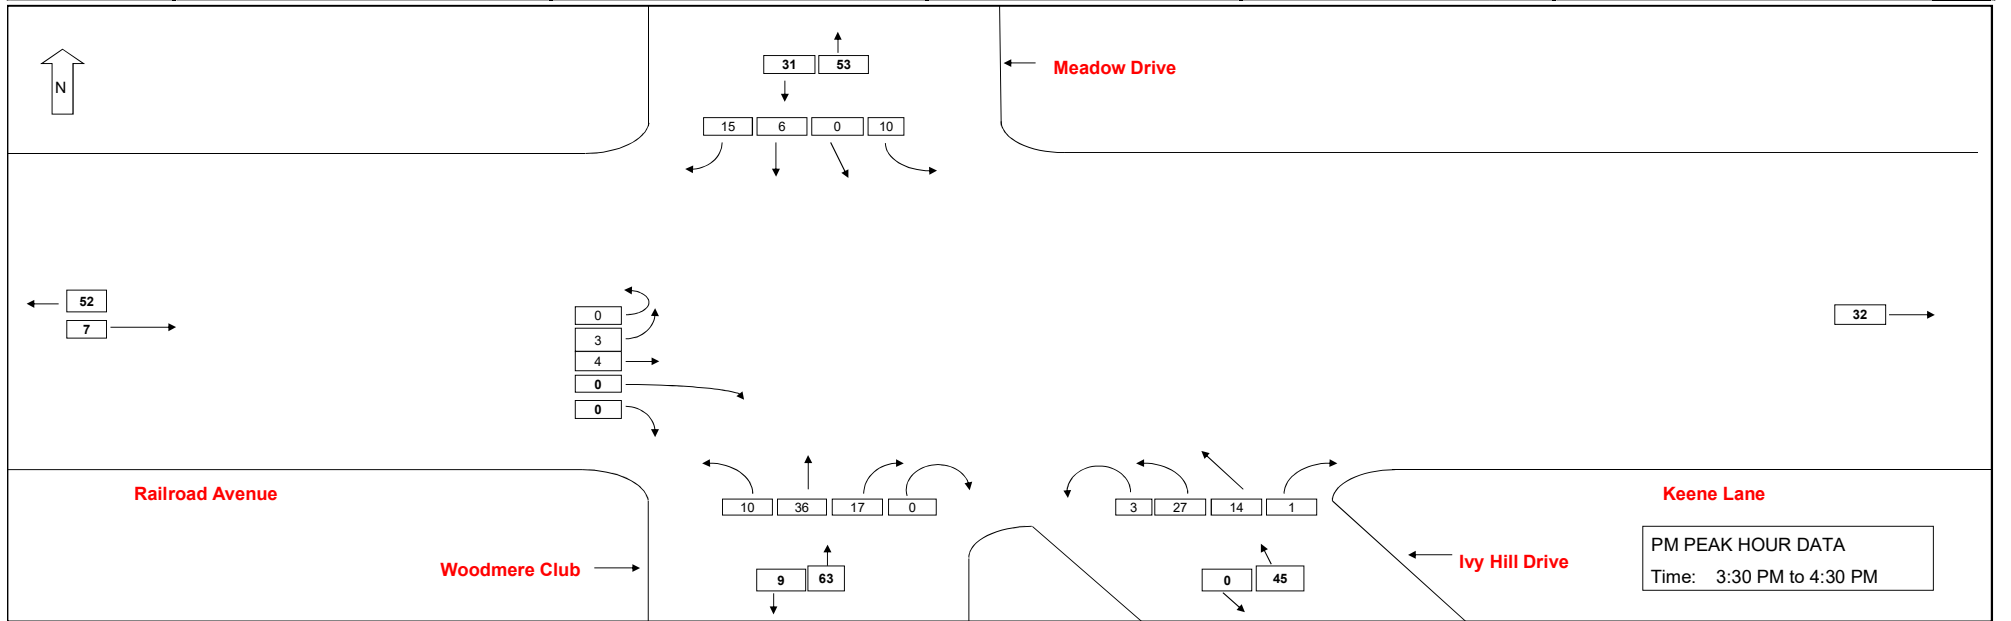 31 53
Meadow Drive
N
15 6 0 10
52
7
0
3
4
0
0
32
Railroad Avenue
10 36 17 0
3 27 14 1
Keene Lane
Woodmere Club
9 63
0 45
Ivy Hill Drive
PM PEAK HOUR DATA
Time: 3:30 PM to 4:30 PM